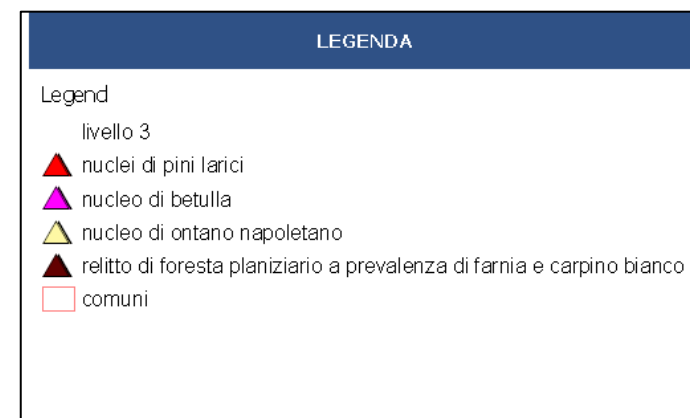 LEGENDA
Legend
livello 3
nuclei di pini larici
nucleo di betulla
nucleo di ontano napoletano
relitto di foresta planiziario a prevalenza di farnia e carpino bianco
comuni